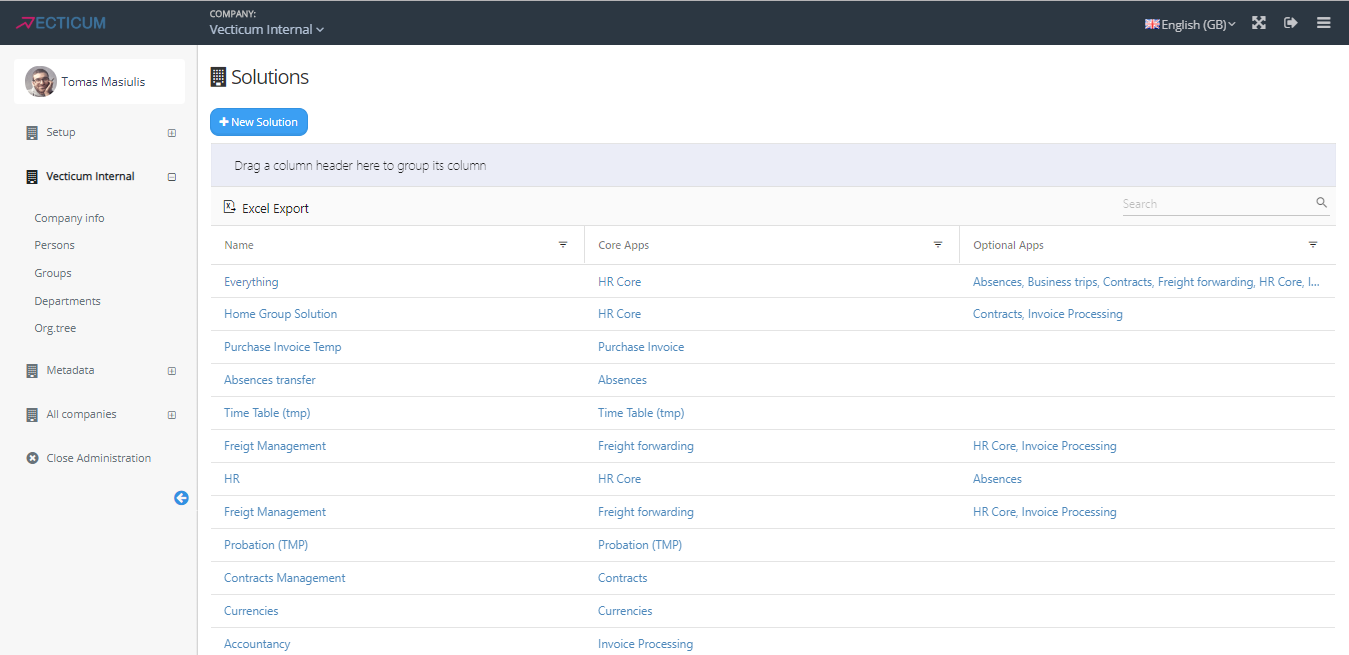 VECTICUM
COMPANY:
Vecticum Internal
English (GB)
Tomas Masiulis
Setup
Vecticum Internal
Company info
Persons
Groups
Departments
Org.tree
Metadata
All companies
Close Administration
Solutions
+ New Solution
Drag a column header here to group its column
Excel Export
Search
Name Core Apps Optional Apps
Everything HR Core Absences, Business trips, Contracts, Freight forwarding, HR Core, I...
Home Group Solution HR Core Contracts, Invoice Processing
Purchase Invoice Temp Purchase Invoice
Absences transfer Absences
Time Table (tmp) Time Table (tmp)
Freigt Management Freight forwarding HR Core, Invoice Processing
HR HR Core Absences
Freigt Management Freight forwarding HR Core, Invoice Processing
Probation (TMP) Probation (TMP)
Contracts Management Contracts
Currencies Currencies
Accountancy Invoice Processing